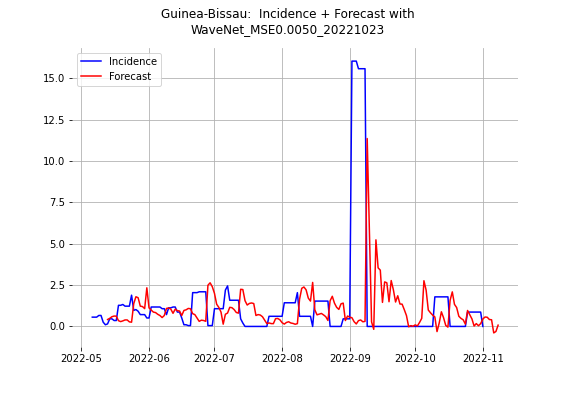 Guinea-Bissau:  Incidence + Forecast with
WaveNet_MSE0.0050_20221023
Incidence
Forecast
15.0
12.5
10.0
7.5
5.0
2.5
0.0
2022-05 2022-06 2022-07 2022-08 2022-09 2022-10 2022-11